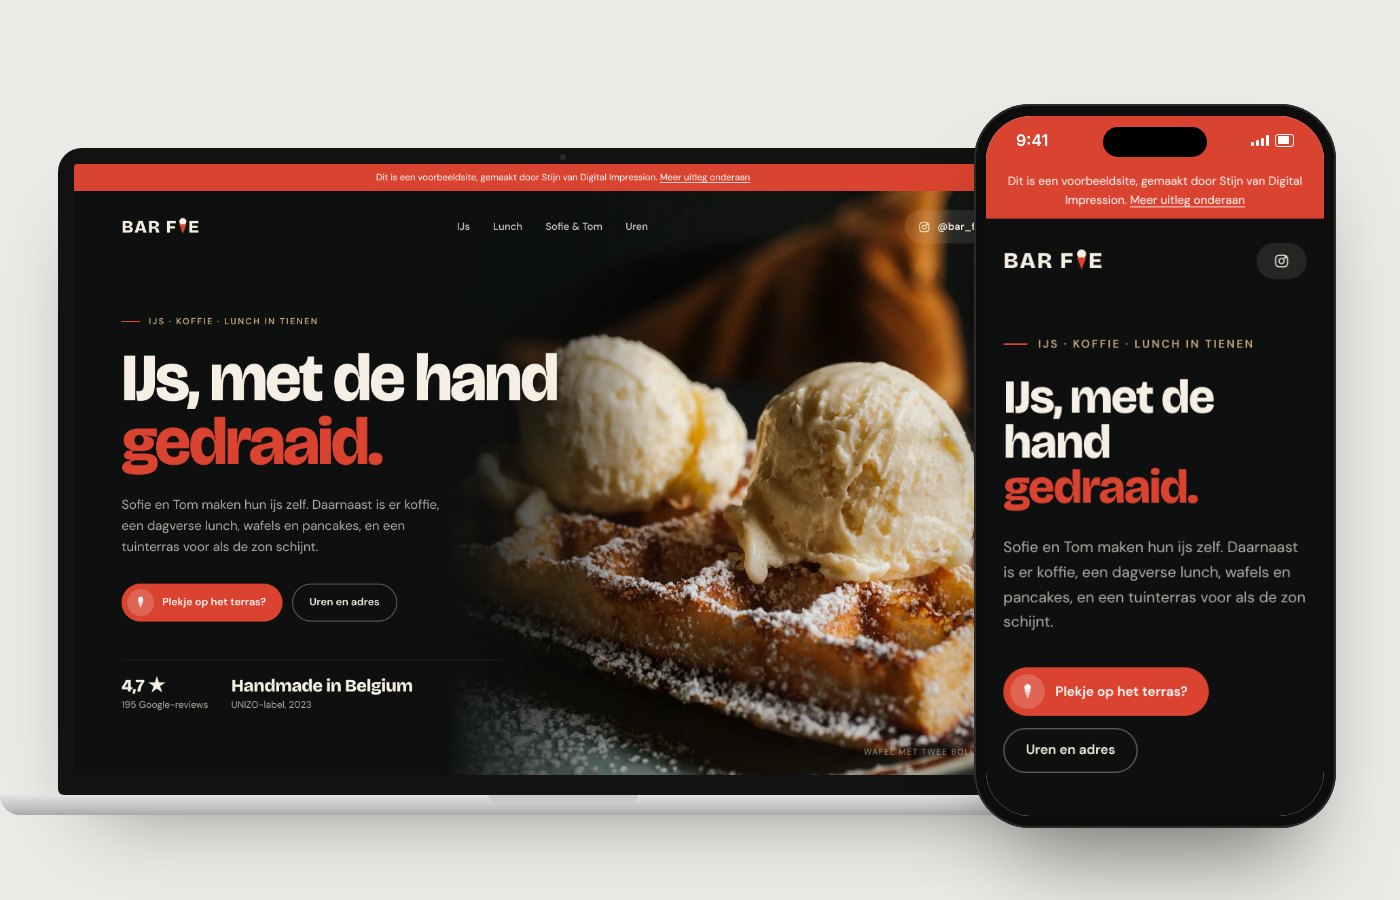 Dit is een voorbeeldsite, gemaakt door Stijn van Digital Impression. Meer uitleg onderaan
BAR FIE
IJs
Lunch
Sofie & Tom
Uren
@bar_f
IJS · KOFFIE · LUNCH IN TIENEN
IJs, met de hand
gedraaid.
Sofie en Tom maken hun ijs zelf. Daarnaast is er koffie,
een dagverse lunch, wafels en pancakes, en een
tuinterras voor als de zon schijnt.
Plekje op het terras?
Uren en adres
4,7 ★
195 Google-reviews
Handmade in Belgium
UNIZO-label, 2023
WAFEL MET TWEE BOLL
9:41
Dit is een voorbeeldsite, gemaakt door Stijn van Digital
Impression. Meer uitleg onderaan
BAR FIE
IJS · KOFFIE · LUNCH IN TIENEN
IJs, met de
hand
gedraaid.
Sofie en Tom maken hun ijs zelf. Daarnaast
is er koffie, een dagverse lunch, wafels en
pancakes, en een tuinterras voor als de zon
schijnt.
Plekje op het terras?
Uren en adres